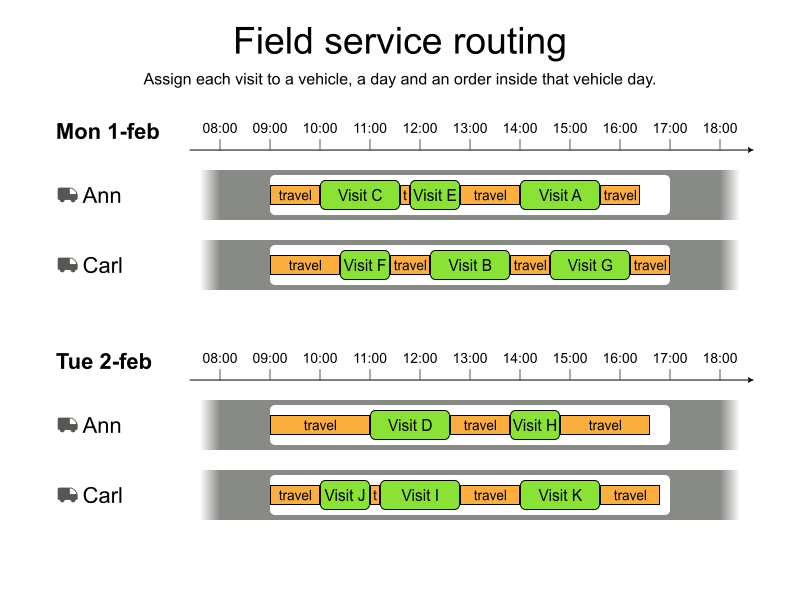 Field service routing
Assign each visit to a vehicle, a day and an order inside that vehicle day.
Mon 1-feb 08:00 09:00 10:00 11:00 12:00 13:00 14:00 15:00 16:00 17:00 18:00
Ann travel Visit C t Visit E travel Visit A travel
Carl travel Visit F travel Visit B travel Visit G travel
Tue 2-feb 08:00 09:00 10:00 11:00 12:00 13:00 14:00 15:00 16:00 17:00 18:00
Ann travel Visit D travel Visit H travel
Carl travel Visit J t Visit I travel Visit K travel